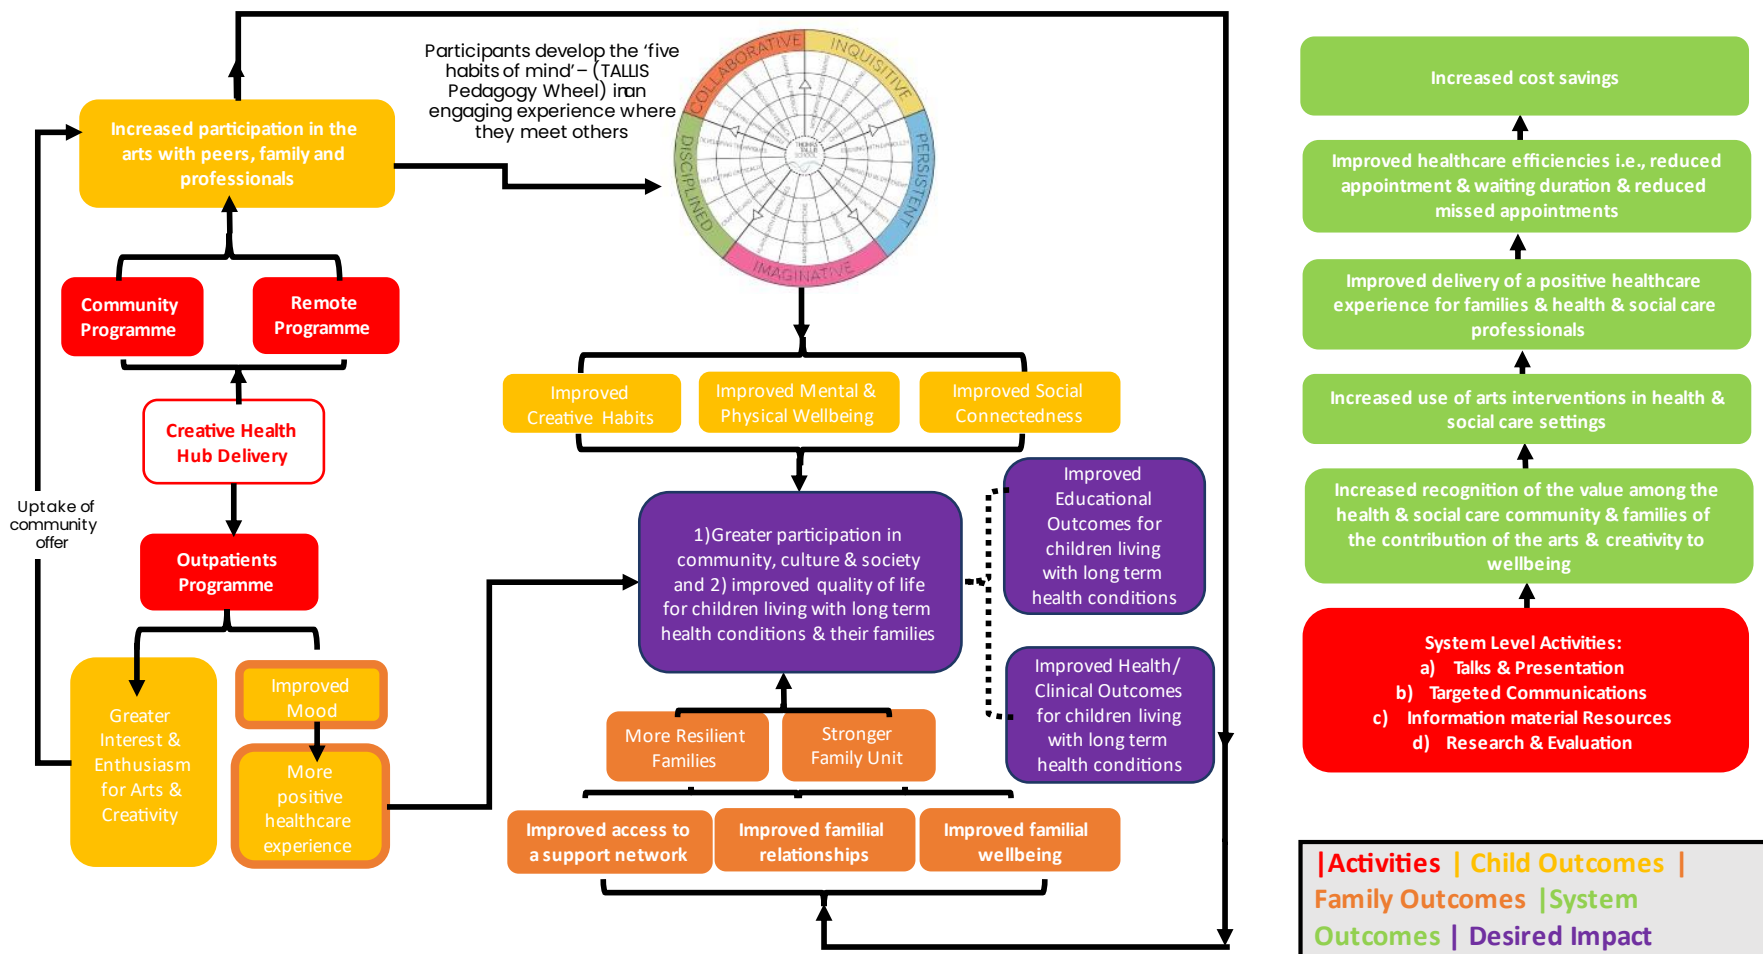 Participants develop the ‘five
habits of mind’ – (TALLIS
Pedagogy Wheel) inan
engaging experience where
they meet others
COLLABORATIVE
INQUISITIVE
PERSISTENT
IMAGINATIVE
DISCIPLINED
THOMAS
TALLIS
SCHOOL
Increased participation in the
arts with peers, family and
professionals
Community
Programme
Remote
Programme
Creative Health
Hub Delivery
Uptake of
community
offer
Outpatients
Programme
Greater
Interest &
Enthusiasm
for Arts &
Creativity
Improved
Mood
More
positive
healthcare
experience
Improved
Creative Habits
Improved Mental &
Physical Wellbeing
Improved Social
Connectedness
1)Greater participation in
community, culture & society
and 2) improved quality of life
for children living with long term
health conditions & their families
Improved
Educational
Outcomes for
children living
with long term
health conditions
Improved Health/
Clinical Outcomes
for children living
with long term
health conditions
More Resilient
Families
Stronger
Family Unit
Improved access to
a support network
Improved familial
relationships
Improved familial
wellbeing
Increased cost savings
Improved healthcare efficiencies i.e., reduced
appointment & waiting duration & reduced
missed appointments
Improved delivery of a positive healthcare
experience for families & health & social care
professionals
Increased use of arts interventions in health &
social care settings
Increased recognition of the value among the
health & social care community & families of
the contribution of the arts & creativity to
wellbeing
System Level Activities:
a) Talks & Presentation
b) Targeted Communications
c) Information material Resources
d) Research & Evaluation
|Activities | Child Outcomes |
Family Outcomes |System
Outcomes | Desired Impact